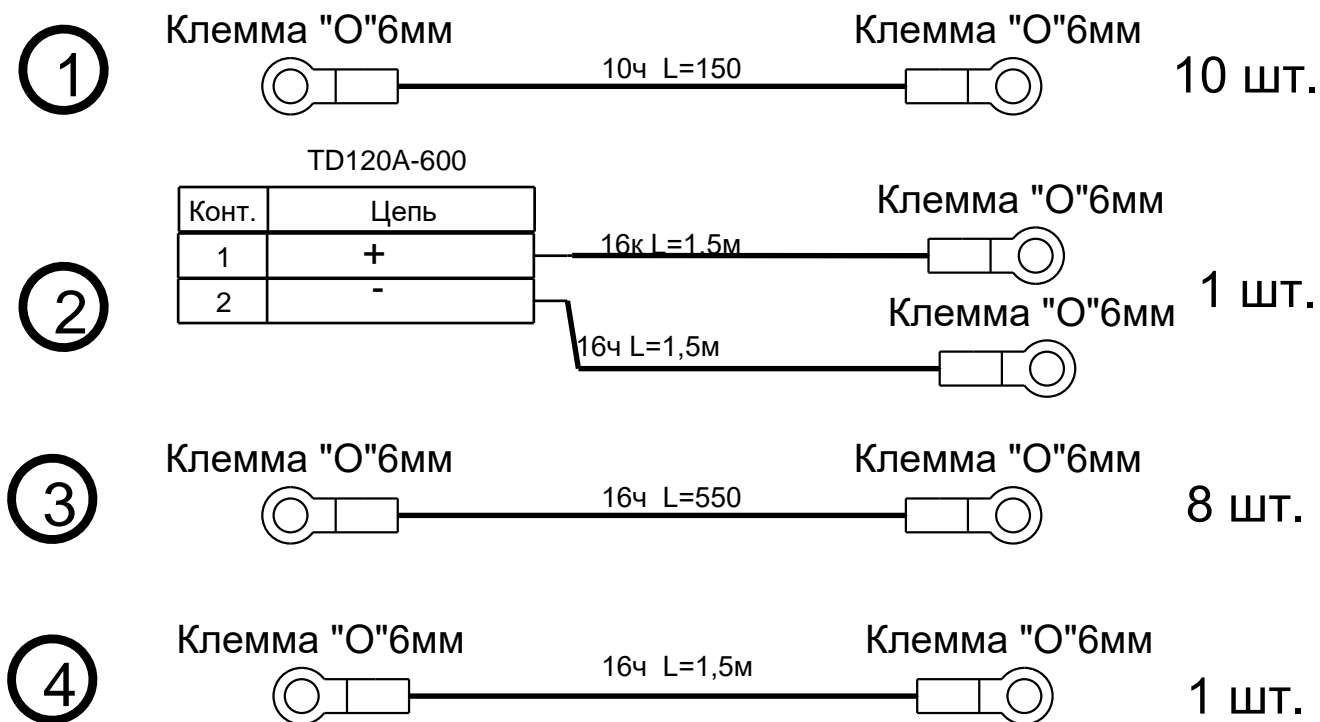 Клемма "О"6мм Клемма "О"6мм
1 10ч L=150 10 шт.
TD120A-600
Конт. Цепь Клемма "О"6мм
1 + 16к L=1,5м
2 1 шт.
2 - Клемма "О"6мм
16ч L=1,5м
Клемма "О"6мм Клемма "О"6мм
3 16ч L=550 8 шт.
Клемма "О"6мм Клемма "О"6мм
4 16ч L=1,5м 1 шт.